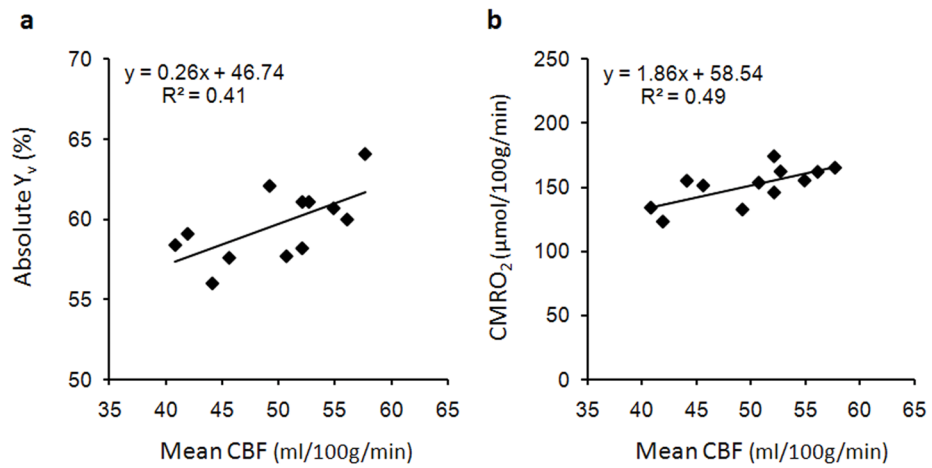 a
y = 0.26x + 46.74
R² = 0.41
Absolute Yv (%)
70
65
60
55
50
35 40 45 50 55 60 65
Mean CBF (ml/100g/min)
b
y = 1.86x + 58.54
R² = 0.49
CMRO2 (µmol/100g/min)
250
200
150
100
50
0
35 40 45 50 55 60 65
Mean CBF (ml/100g/min)